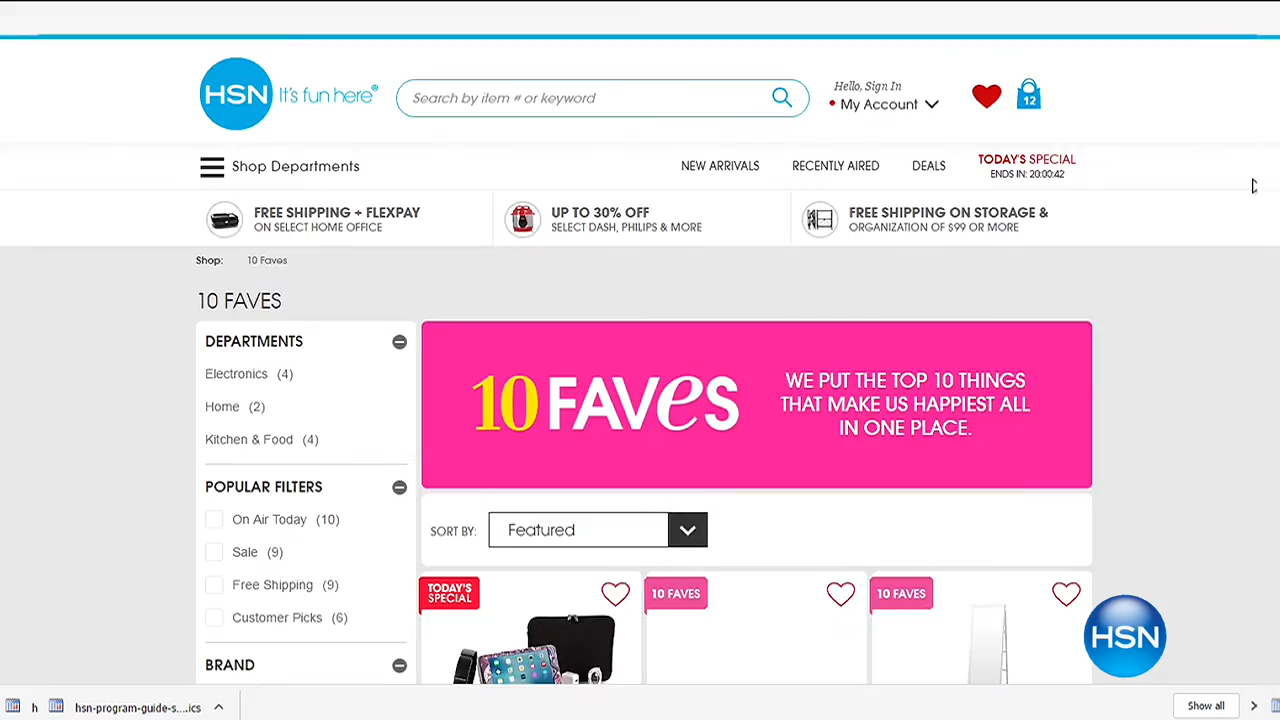 HSN It's fun here®
Search by item # or keyword
Hello, Sign In
My Account
12
Shop Departments
NEW ARRIVALS
RECENTLY AIRED
DEALS
TODAY'S SPECIAL
ENDS IN: 20:00:42
FREE SHIPPING + FLEXPAY
ON SELECT HOME OFFICE
UP TO 30% OFF
SELECT DASH, PHILIPS & MORE
FREE SHIPPING ON STORAGE &
ORGANIZATION OF $99 OR MORE
Shop: 10 Faves
10 FAVES
DEPARTMENTS
Electronics (4)
Home (2)
Kitchen & Food (4)
POPULAR FILTERS
On Air Today (10)
Sale (9)
Free Shipping (9)
Customer Picks (6)
BRAND
10 FAVeS
WE PUT THE TOP 10 THINGS
THAT MAKE US HAPPIEST ALL
IN ONE PLACE.
SORT BY: Featured
TODAY'S
SPECIAL
10 FAVES
10 FAVES
HSN
h
hsn-program-guide-s....ics
Show all